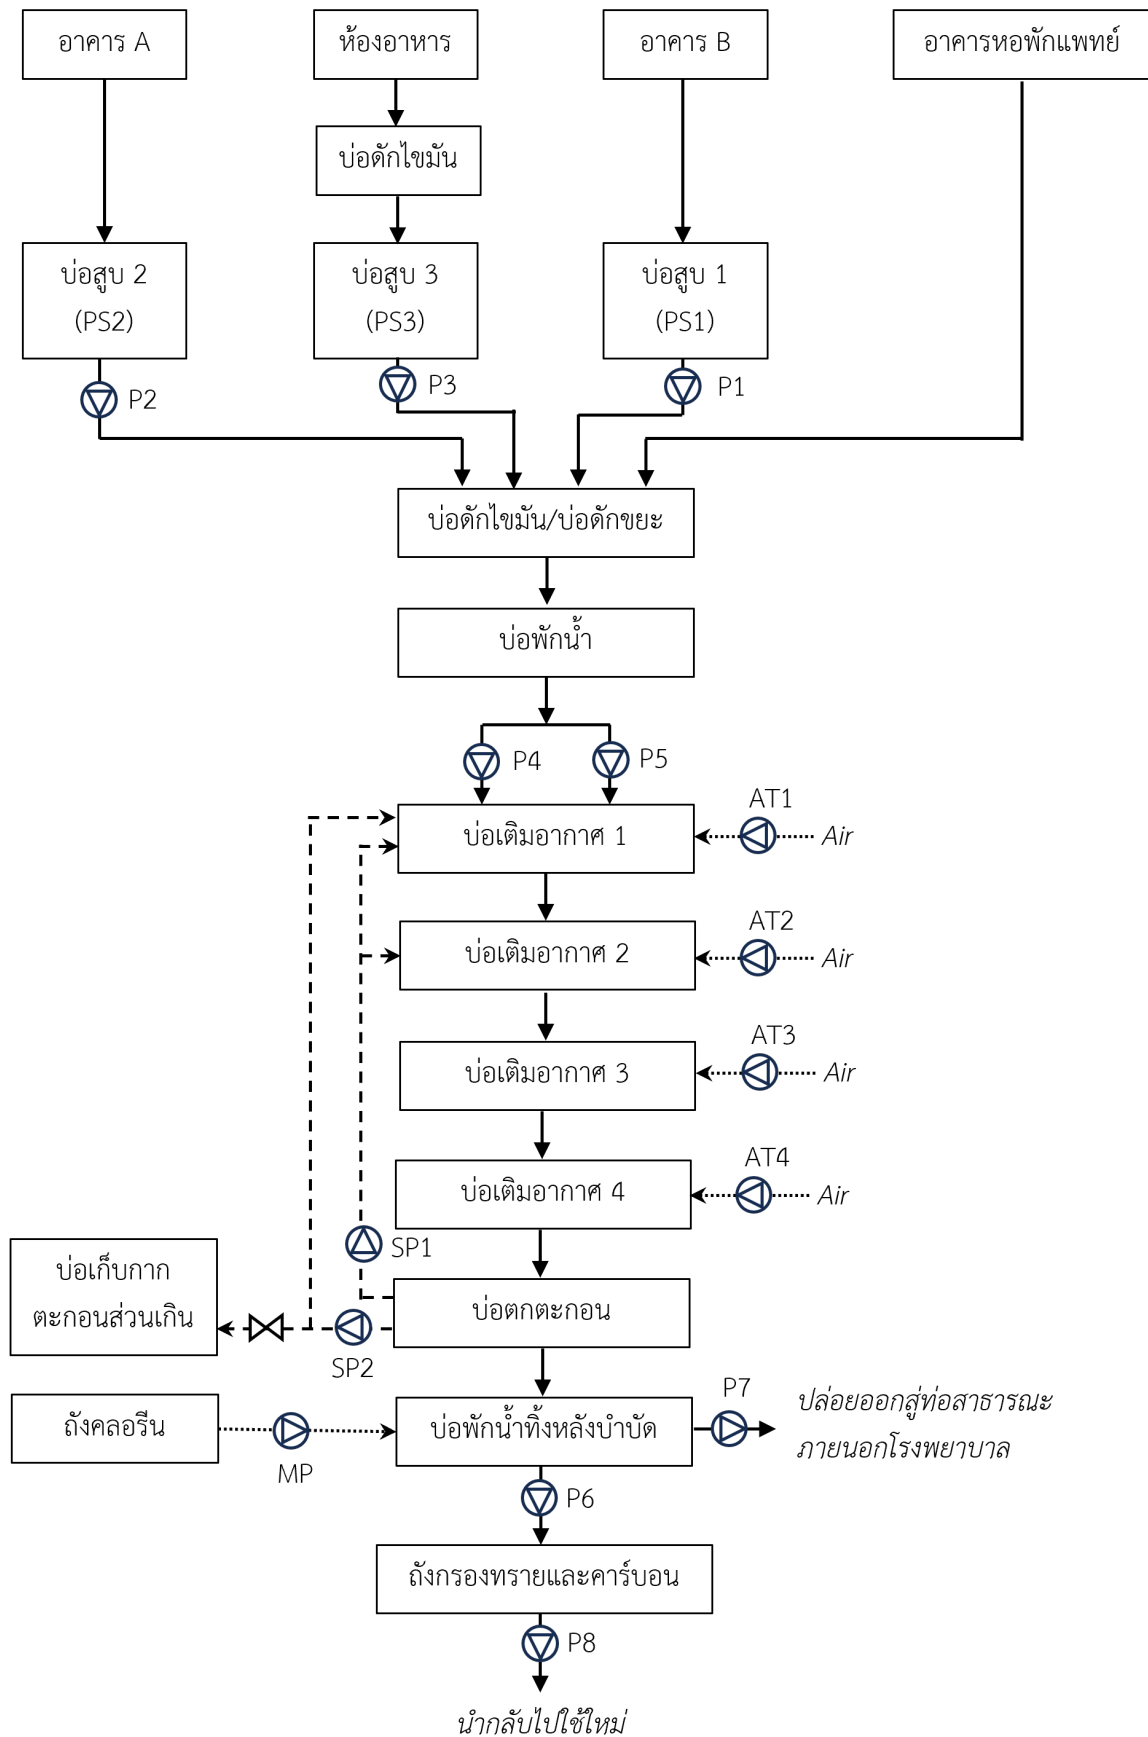 อาคาร A
ห้องอาหาร
อาคาร B
อาคารหอพักแพทย์
บ่อดักไขมัน
บ่อสูบ 2
(PS2)
บ่อสูบ 3
(PS3)
บ่อสูบ 1
(PS1)
P2
P3
P1
บ่อดักไขมัน/บ่อดักขยะ
บ่อพักน้ำ
P4
P5
บ่อเติมอากาศ 1
AT1
Air
บ่อเติมอากาศ 2
AT2
Air
บ่อเติมอากาศ 3
AT3
Air
บ่อเติมอากาศ 4
AT4
Air
SP1
บ่อเก็บกาก
ตะกอนส่วนเกิน
บ่อตกตะกอน
SP2
ถังคลอรีน
MP
บ่อพักน้ำทิ้งหลังบำบัด
P7
ปล่อยออกสู่ท่อสาธารณะ
ภายนอกโรงพยาบาล
P6
ถังกรองทรายและคาร์บอน
P8
นำกลับไปใช้ใหม่